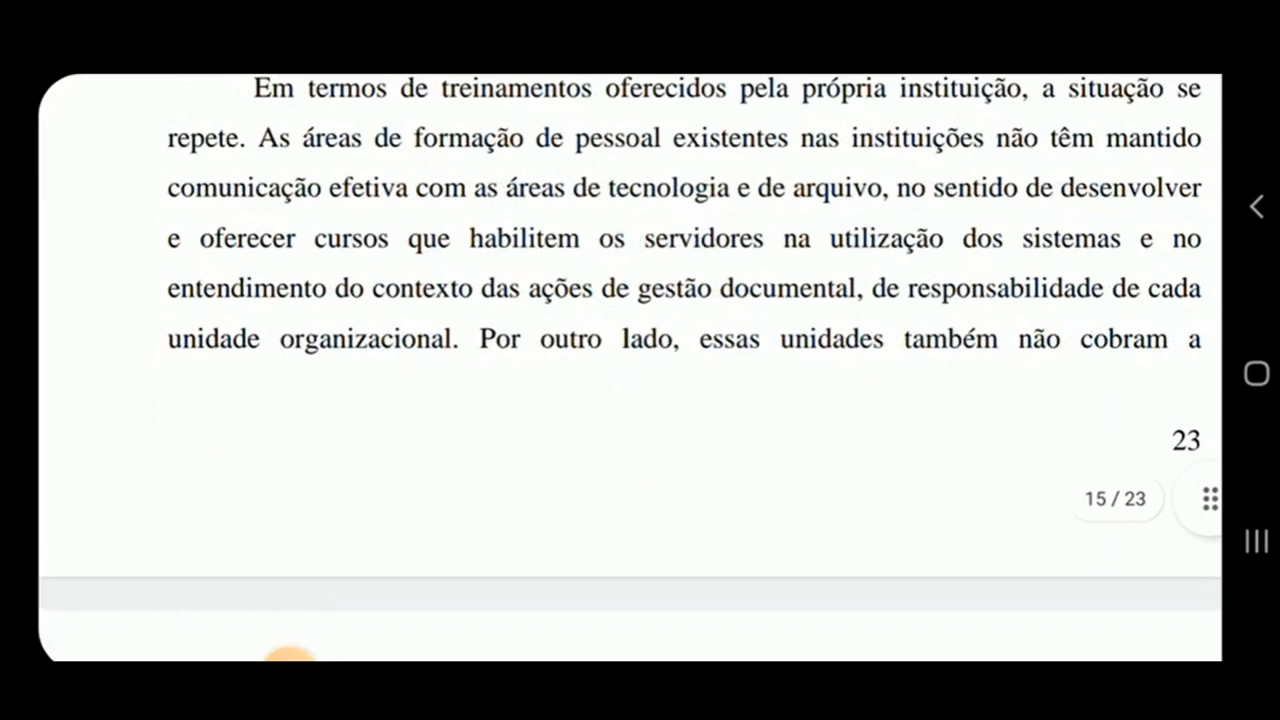 Em termos de treinamentos oferecidos pela própria instituição, a situação se
repete. As áreas de formação de pessoal existentes nas instituições não têm mantido
comunicação efetiva com as áreas de tecnologia e de arquivo, no sentido de desenvolver
e oferecer cursos que habilitem os servidores na utilização dos sistemas e no
entendimento do contexto das ações de gestão documental, de responsabilidade de cada
unidade organizacional. Por outro lado, essas unidades também não cobram a
23
15 / 23